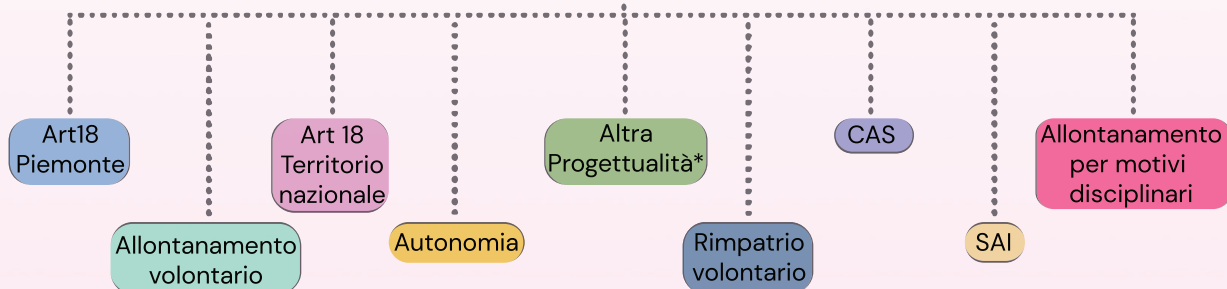 Art18
Piemonte
Allontanamento
volontario
Art 18
Territorio
nazionale
Autonomia
Altra
Progettualità*
Rimpatrio
volontario
CAS
SAI
Allontanamento
per motivi
disciplinari